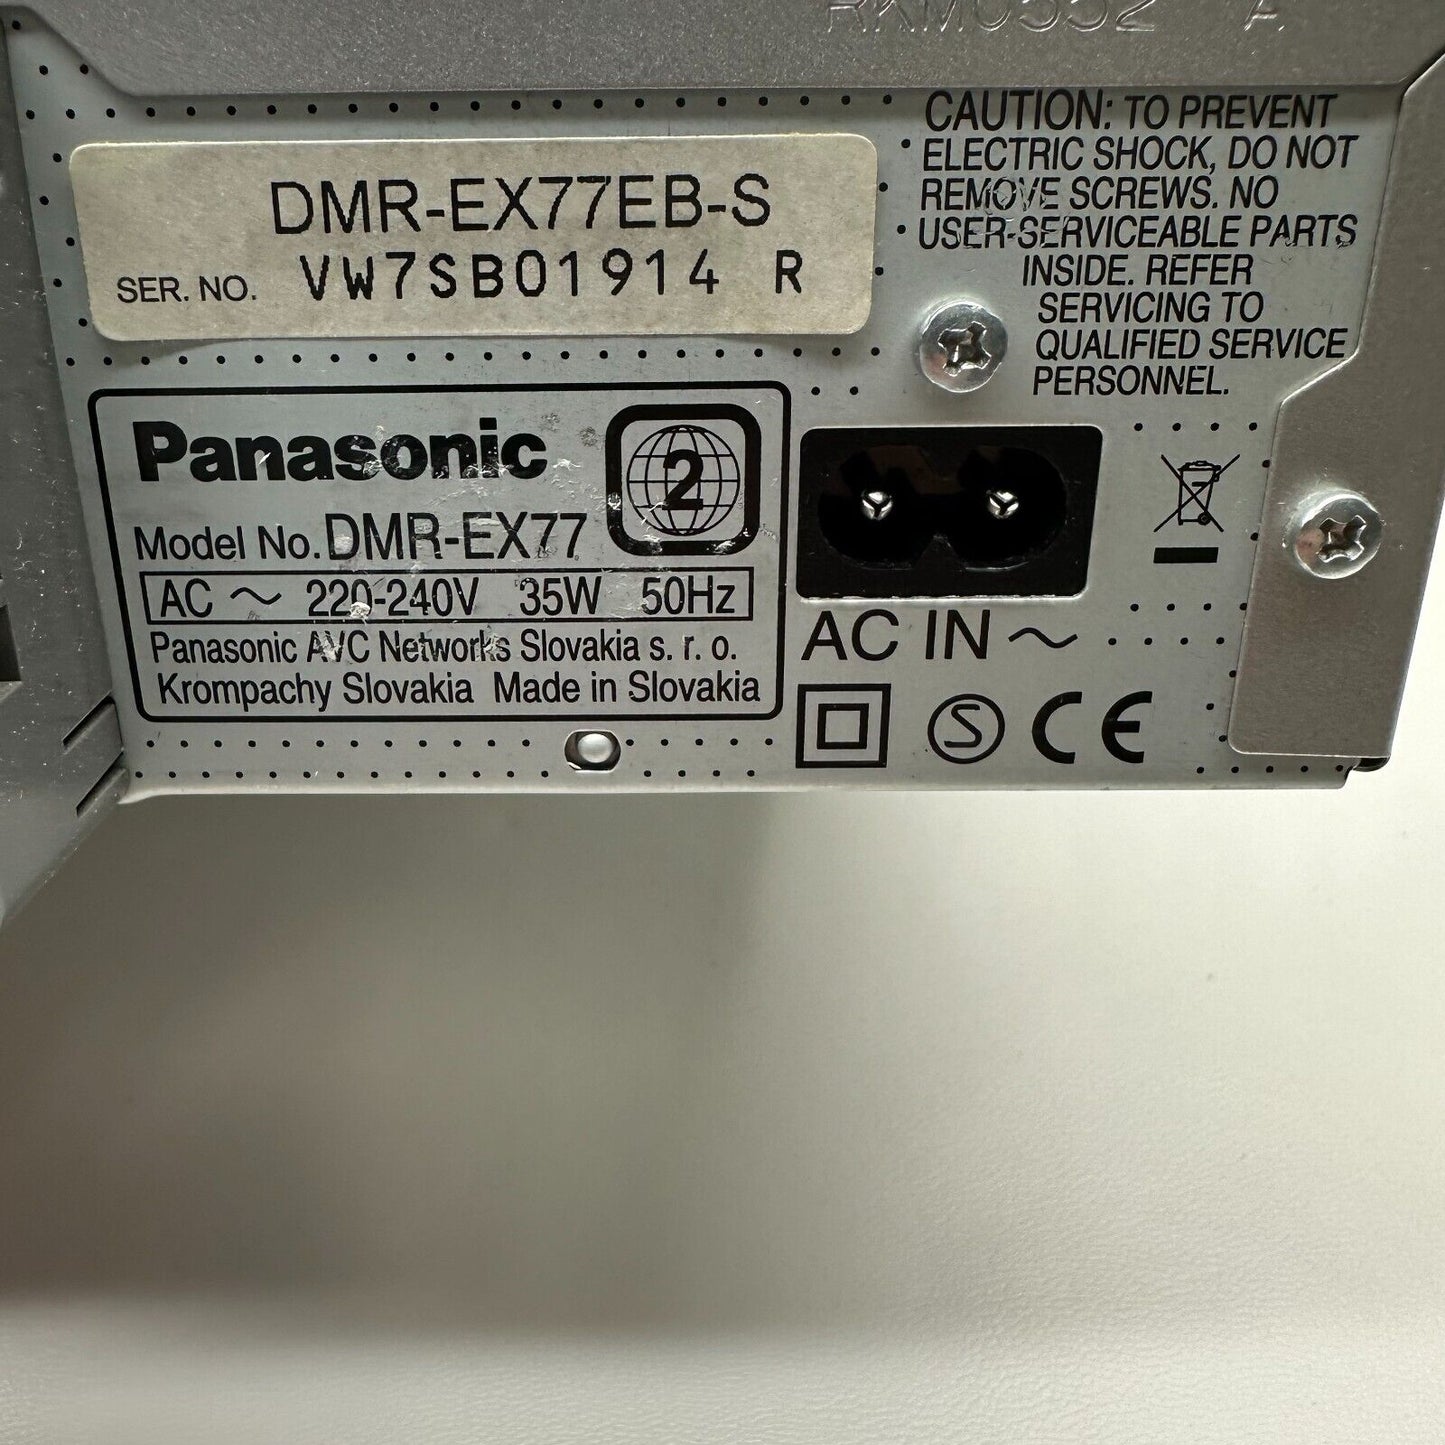 RKM0552 A
DMR-EX77EB-S
SER. NO. VW7SB01914 R
CAUTION: TO PREVENT
ELECTRIC SHOCK, DO NOT
REMOVE SCREWS. NO
USER-SERVICEABLE PARTS
INSIDE. REFER
SERVICING TO
QUALIFIED SERVICE
PERSONNEL.
Panasonic
2
Model No. DMR-EX77
AC ~ 220-240V 35W 50Hz
Panasonic AVC Networks Slovakia s. r. o.
Krompachy Slovakia Made in Slovakia
AC IN ~
S CE